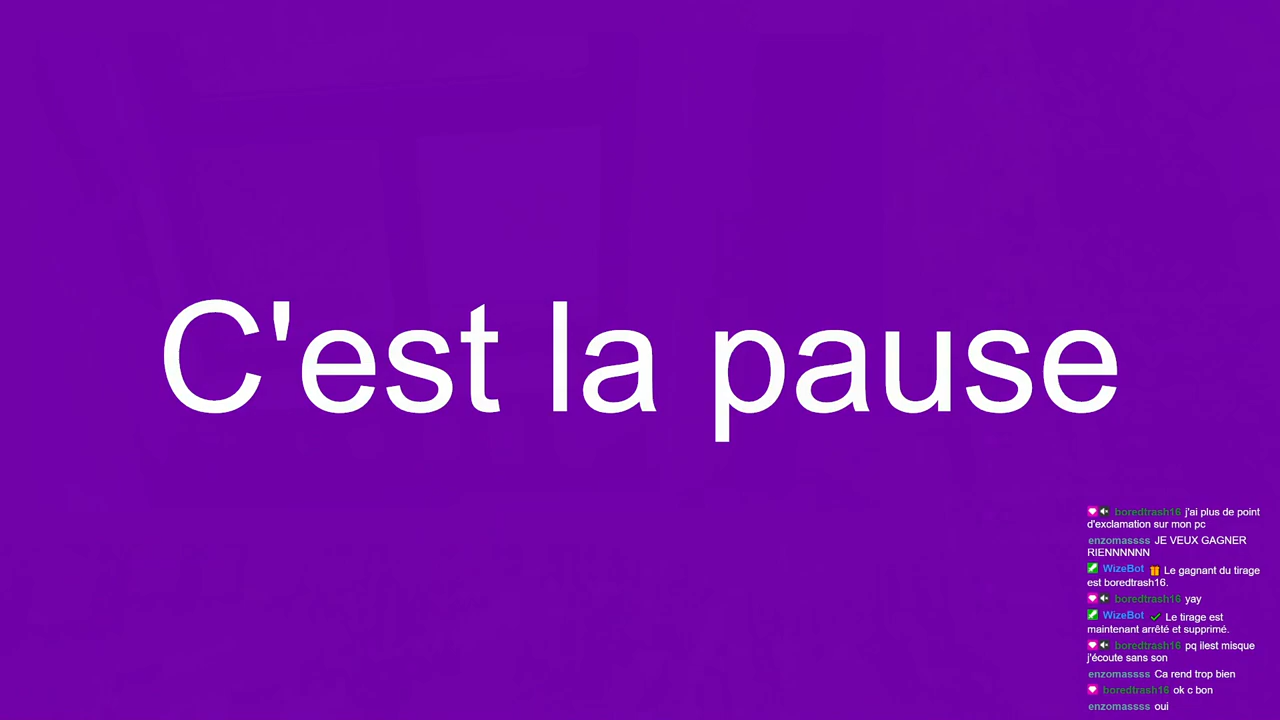 C'est la pause
boredtrash16 j'ai plus de point
d'exclamation sur mon pc
enzomassss JE VEUX GAGNER
RIENNNNNN
WizeBot Le gagnant du tirage
est boredtrash16.
boredtrash16 yay
WizeBot Le tirage est
maintenant arrêté et supprimé.
boredtrash16 pq ilest misque
j'écoute sans son
enzomassss Ca rend trop bien
boredtrash16 ok c bon
enzomassss oui